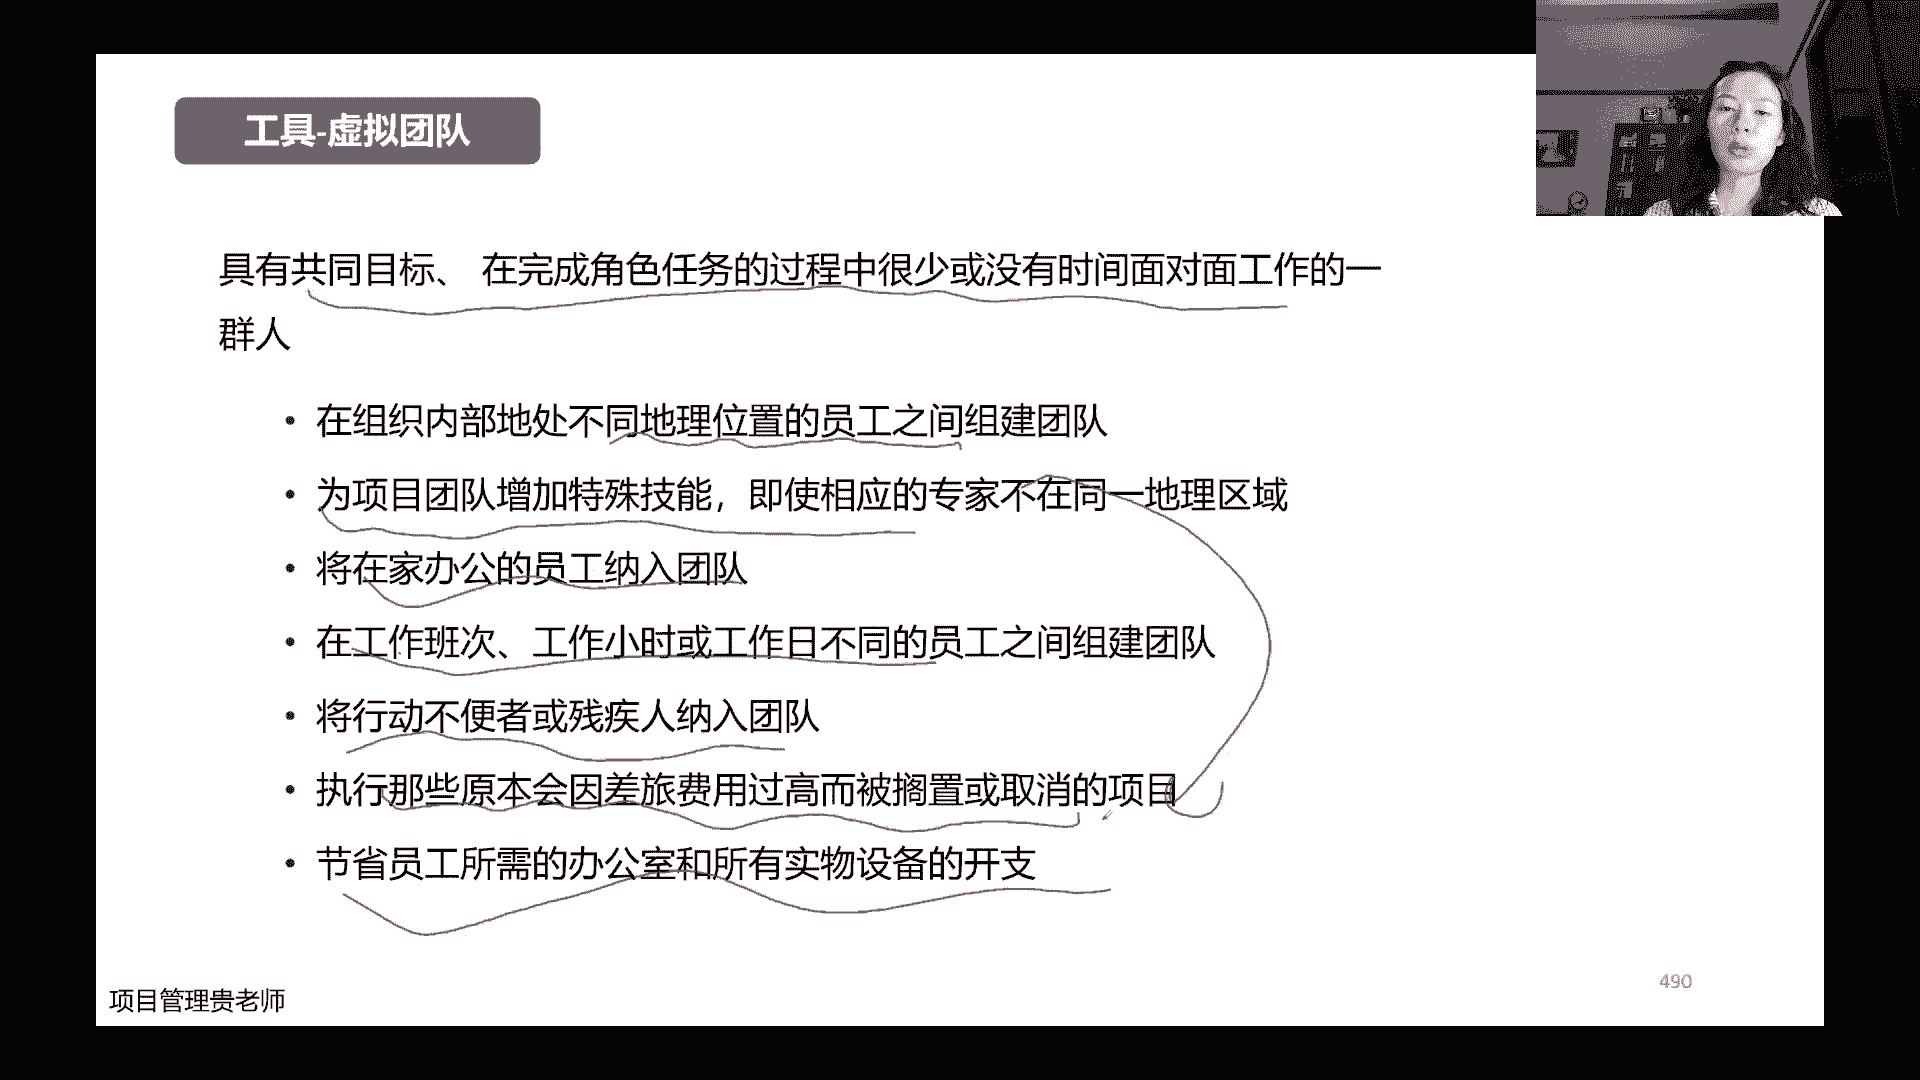 工具-虚拟团队
具有共同目标、 在完成角色任务的过程中很少或没有时间面对面工作的一
群人
• 在组织内部地处不同地理位置的员工之间组建团队
• 为项目团队增加特殊技能，即使相应的专家不在同一地理区域
• 将在家办公的员工纳入团队
• 在工作班次、工作小时或工作日不同的员工之间组建团队
• 将行动不便者或残疾人纳入团队
• 执行那些原本会因差旅费用过高而被搁置或取消的项目
• 节省员工所需的办公室和所有实物设备的开支
490
项目管理贵老师